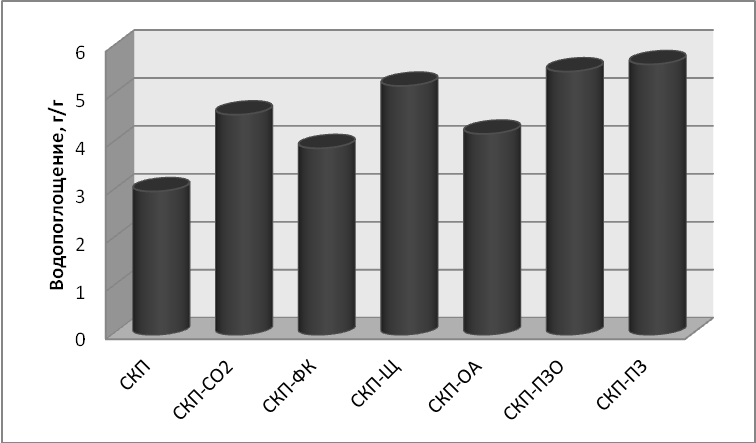 Водопоглощение, г/г
6
5
4
3
2
1
0
СКП
СКП-СО2
СКП-ФК
СКП-Щ
СКП-ОА
СКП-ПЗО
СКП-ПЗ